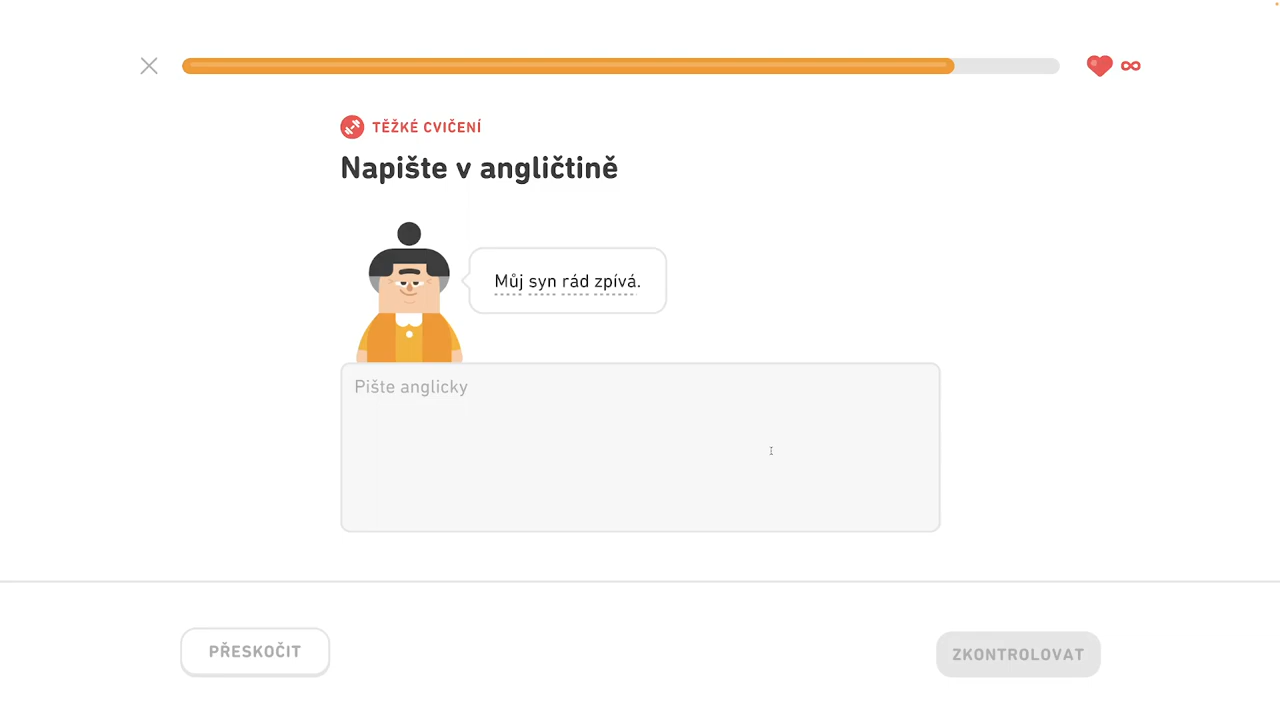 TĚŽKÉ CVIČENÍ
Napište v angličtině
Můj syn rád zpívá.
Pište anglicky
PŘESKOČIT
ZKONTROLOVAT